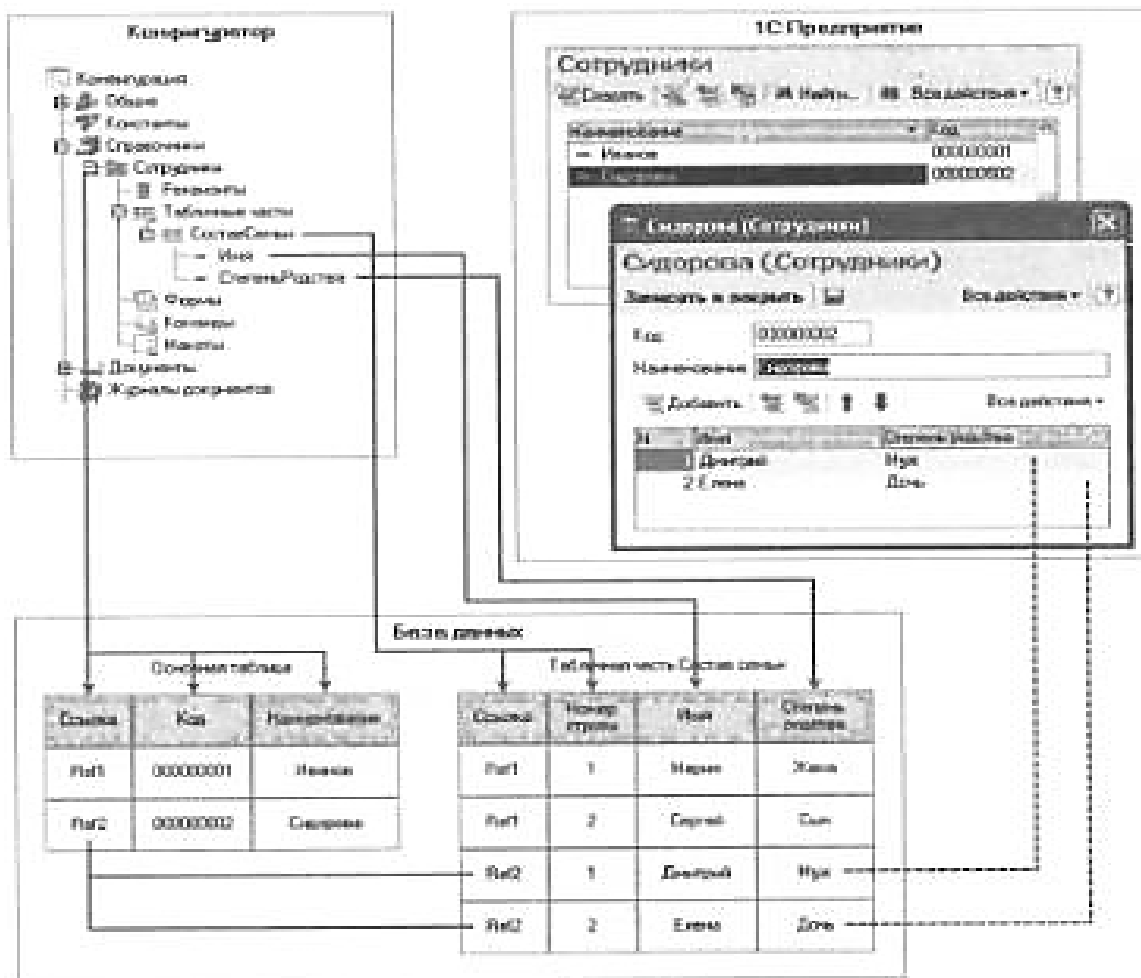 Конфигуратор
Конфигурация
Общие
Константы
Справочники
Сотрудники
Реквизиты
Табличные части
СоставСемьи
Имя
СтепеньРодства
Формы
Команды
Макеты
Документы
Журналы документов
1С:Предприятие
Сотрудники
Создать Найти... Все действия ?
Наименование Код
Иванов 000000001
Сидорова 000000002
Сидорова (Сотрудники)
Сидорова (Сотрудники)
Записать и закрыть Все действия ?
Код: 000000002
Наименование: Сидорова
Добавить Все действия
N Имя Степень родства
1 Дмитрий Муж
2 Елена Дочь
База данных
Основная таблица
Ссылка Код Наименование
Ref1 000000001 Иванов
Ref2 000000002 Сидорова
Табличная часть Состав семьи
Ссылка Номер строки Имя Степень родства
Ref1 1 Мария Жена
Ref1 2 Сергей Сын
Ref2 1 Дмитрий Муж
Ref2 2 Елена Дочь